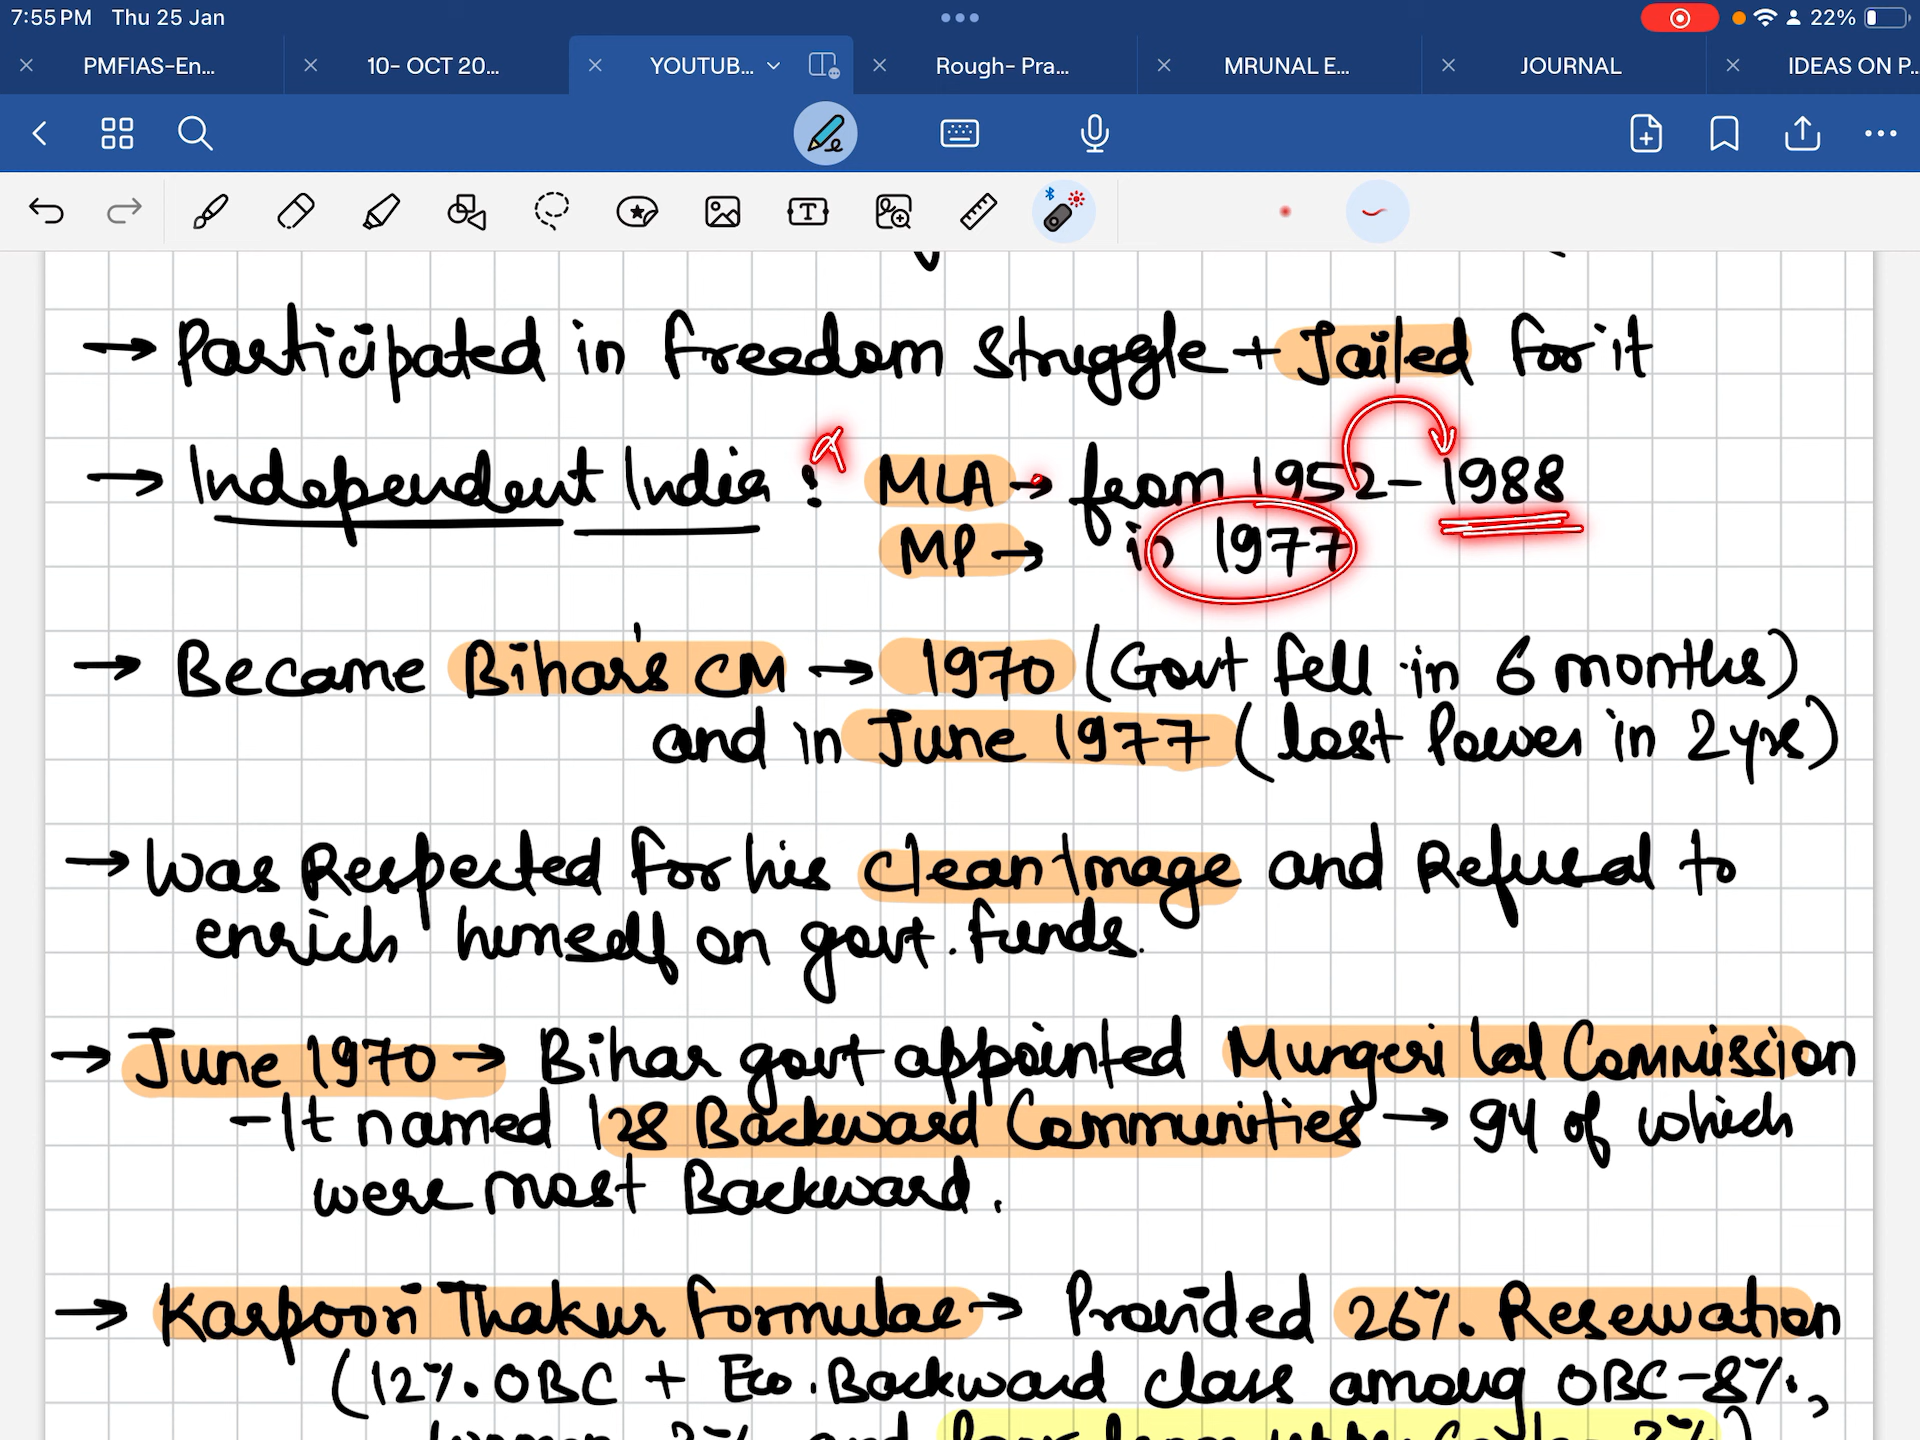 7:55 PM Thu 25 Jan
22%
PMFIAS-En...
10- OCT 20...
YOUTUB...
Rough- Pra...
MRUNAL E...
JOURNAL
IDEAS ON P...
→ Participated in freedom Struggle + Jailed for it
→ Independent India : MLA → from 1952 - 1988
MP → in 1977
→ Became Bihar's CM → 1970 (Govt fell in 6 months)
and in June 1977 (lost Power in 2yrs)
→ Was Respected for his clean Image and Refusal to
enrich himself on govt. funds.
→ June 1970 → Bihar govt appointed Mungeri Lal Commission
- It named 128 Backward Communities → 94 of which
were most Backward.
→ Karpoori Thakur Formulae → Provided 26% Reservation
(12% OBC + Eco. Backward class among OBC - 8%,